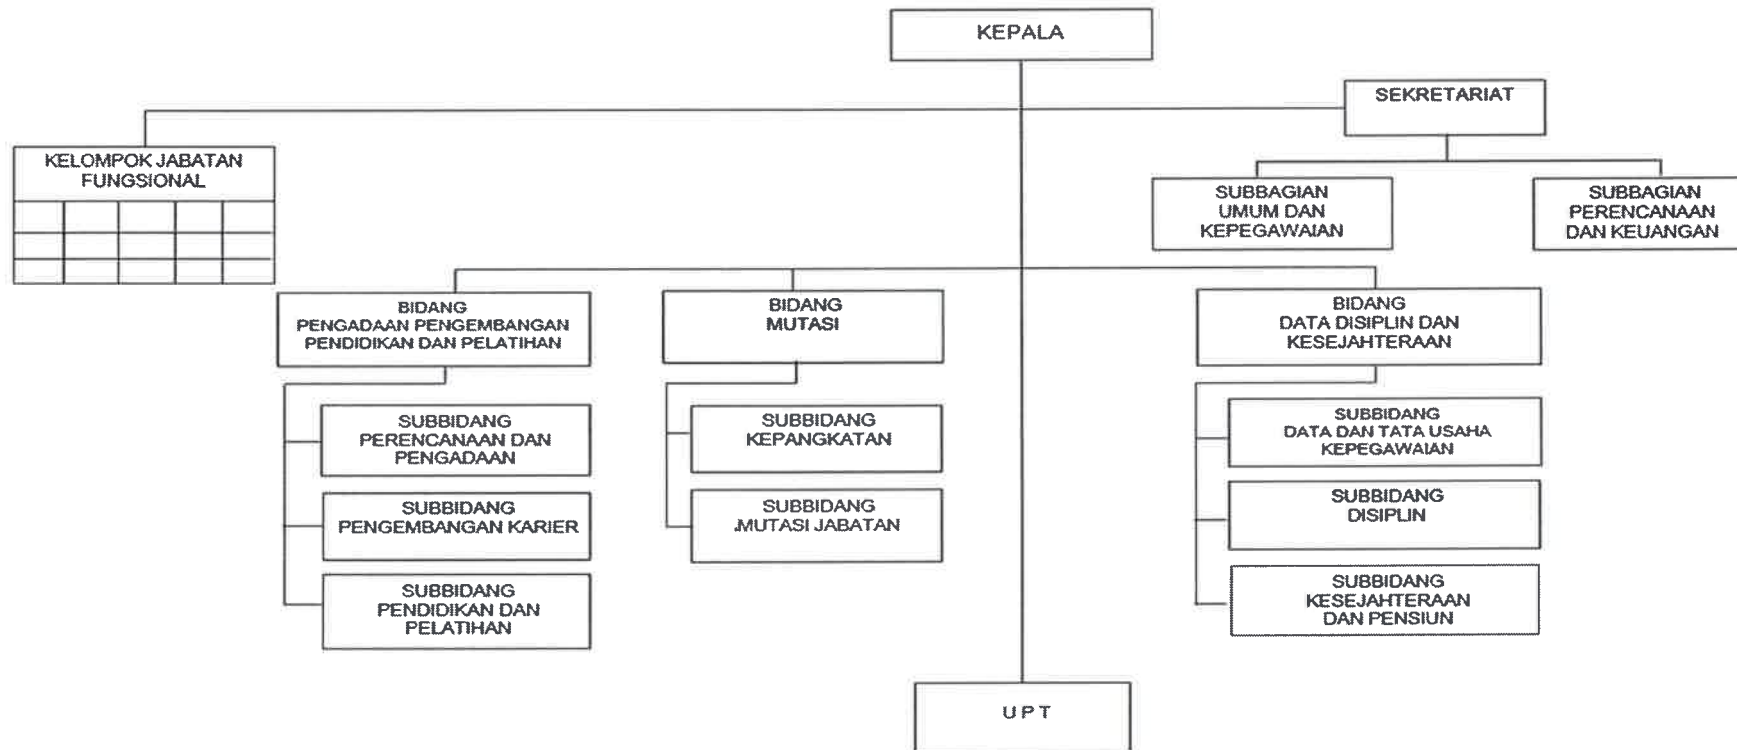 KEPALA
SEKRETARIAT
KELOMPOK JABATAN
FUNGSIONAL
SUBBAGIAN
UMUM DAN
KEPEGAWAIAN
SUBBAGIAN
PERENCANAAN
DAN KEUANGAN
BIDANG
PENGADAAN PENGEMBANGAN
PENDIDIKAN DAN PELATIHAN
BIDANG
MUTASI
BIDANG
DATA DISIPLIN DAN
KESEJAHTERAAN
SUBBIDANG
PERENCANAAN DAN
PENGADAAN
SUBBIDANG
PENGEMBANGAN KARIER
SUBBIDANG
PENDIDIKAN DAN
PELATIHAN
SUBBIDANG
KEPANGKATAN
SUBBIDANG
.MUTASI JABATAN
SUBBIDANG
DATA DAN TATA USAHA
KEPEGAWAIAN
SUBBIDANG
DISIPLIN
SUBBIDANG
KESEJAHTERAAN
DAN PENSIUN
U P T